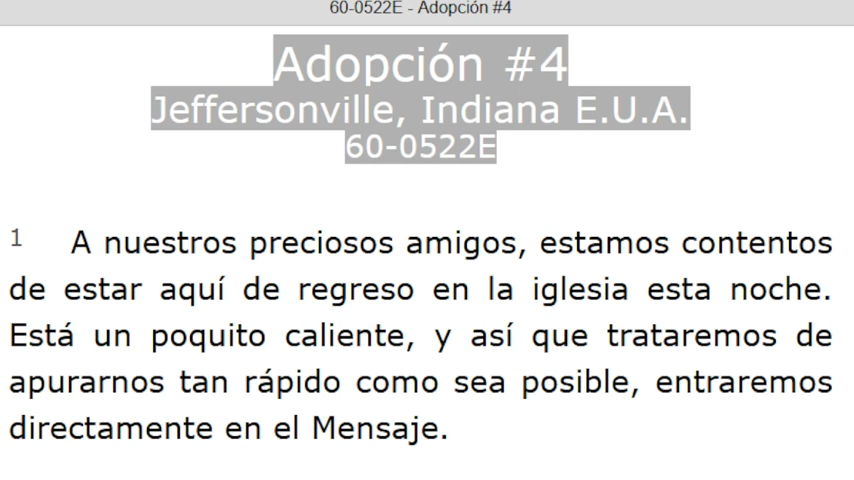 60-0522E - Adopción #4
Adopción #4
Jeffersonville, Indiana E.U.A.
60-0522E
1 A nuestros preciosos amigos, estamos contentos
de estar aquí de regreso en la iglesia esta noche.
Está un poquito caliente, y así que trataremos de
apurarnos tan rápido como sea posible, entraremos
directamente en el Mensaje.